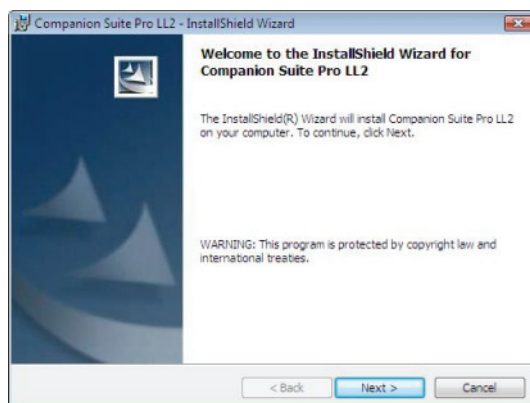 Companion Suite Pro LL2 - InstallShield Wizard
Welcome to the InstallShield Wizard for
Companion Suite Pro LL2
The InstallShield(R) Wizard will install Companion Suite Pro LL2
on your computer. To continue, click Next.
WARNING: This program is protected by copyright law and
international treaties.
< Back
Next >
Cancel